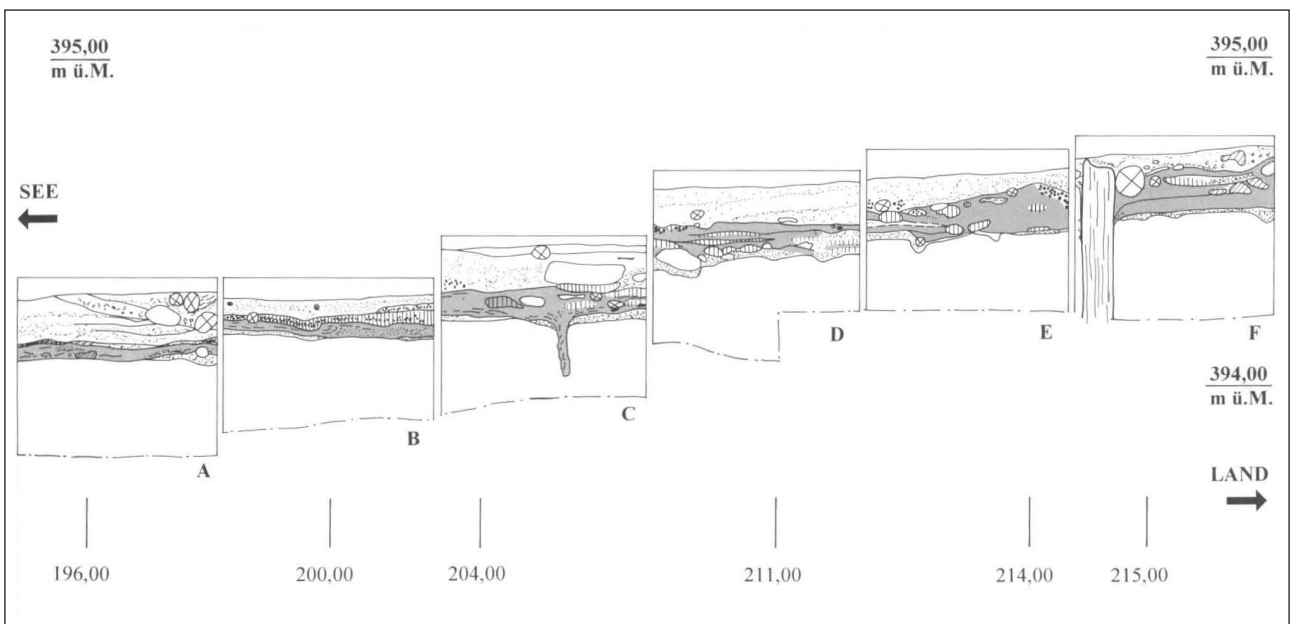 395,00
m ü.M.
395,00
m ü.M.
SEE
A
B
C
D
E
F
394,00
m ü.M.
LAND
196,00
200,00
204,00
211,00
214,00
215,00